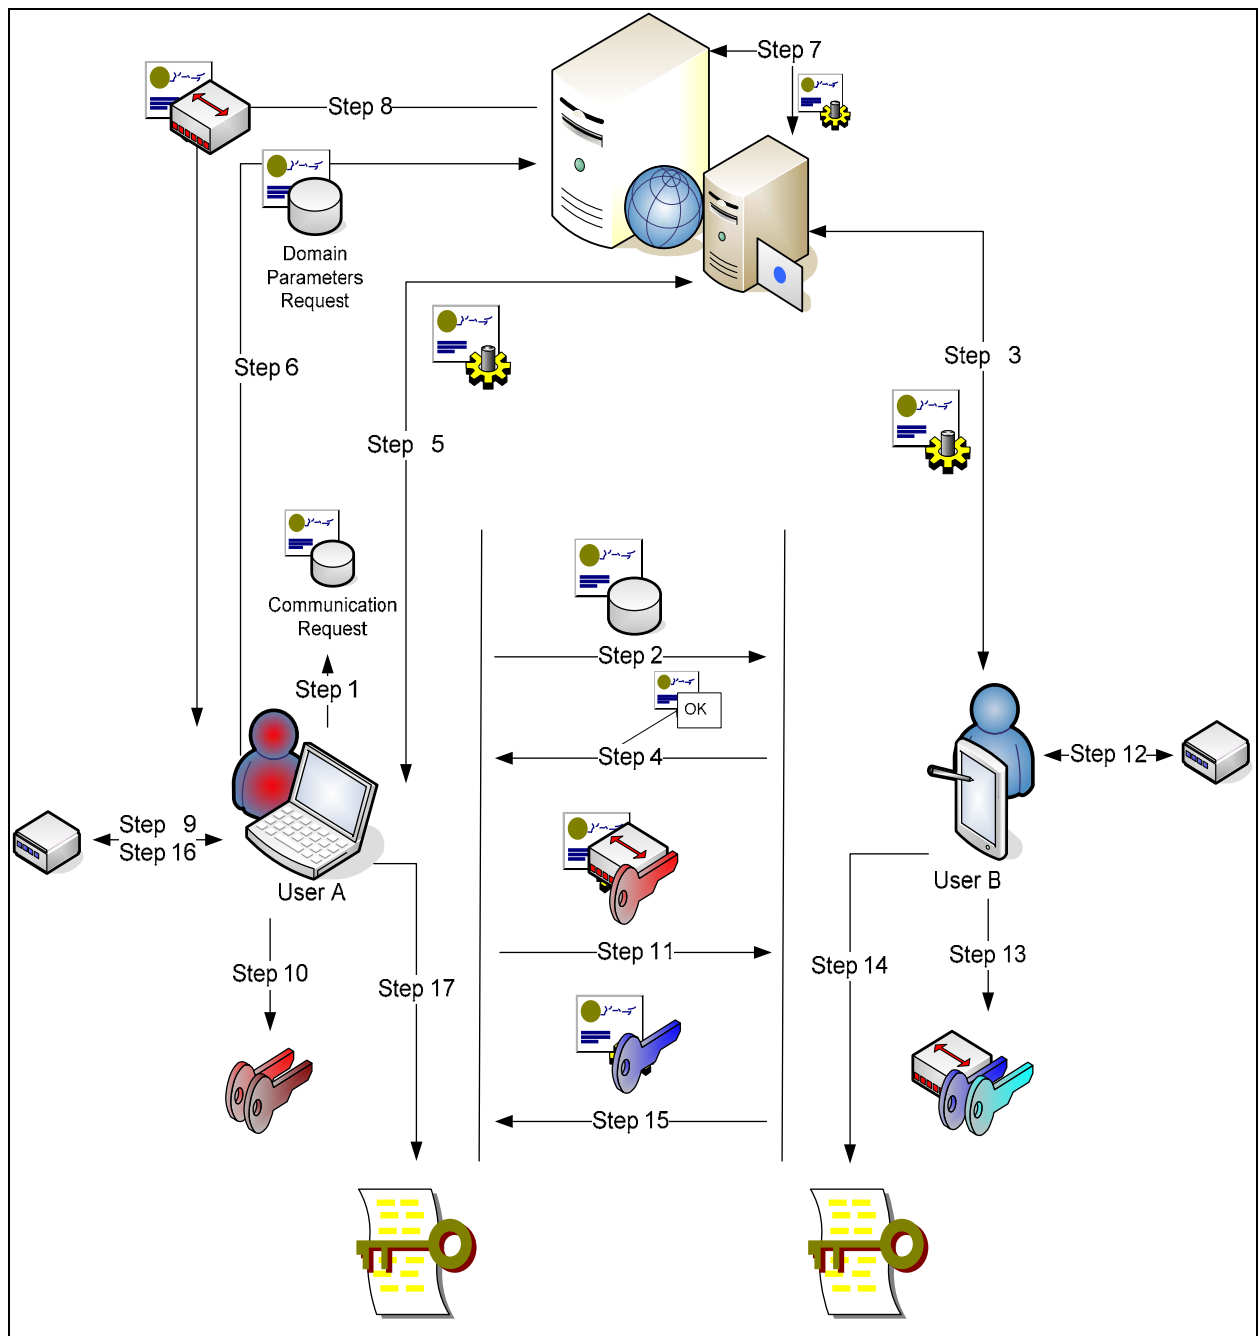 Step 7
Step 8
Domain
Parameters
Request
Step 6
Step 3
Step 5
Communication
Request
Step 1
Step 2
OK
Step 4
Step 12
Step 9
Step 16
User A
User B
Step 11
Step 10
Step 17
Step 14
Step 13
Step 15